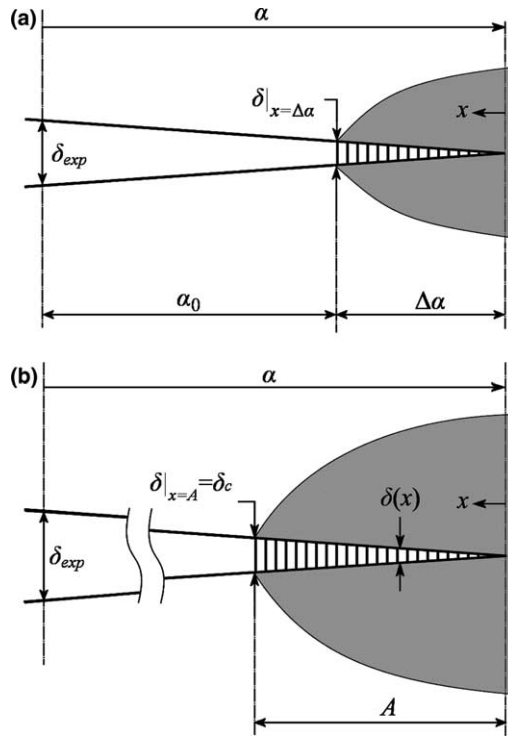 (a)
α
δ|x=Δα
x
δexp
α0
Δα
(b)
α
δ|x=A=δc
δ(x)
x
δexp
A